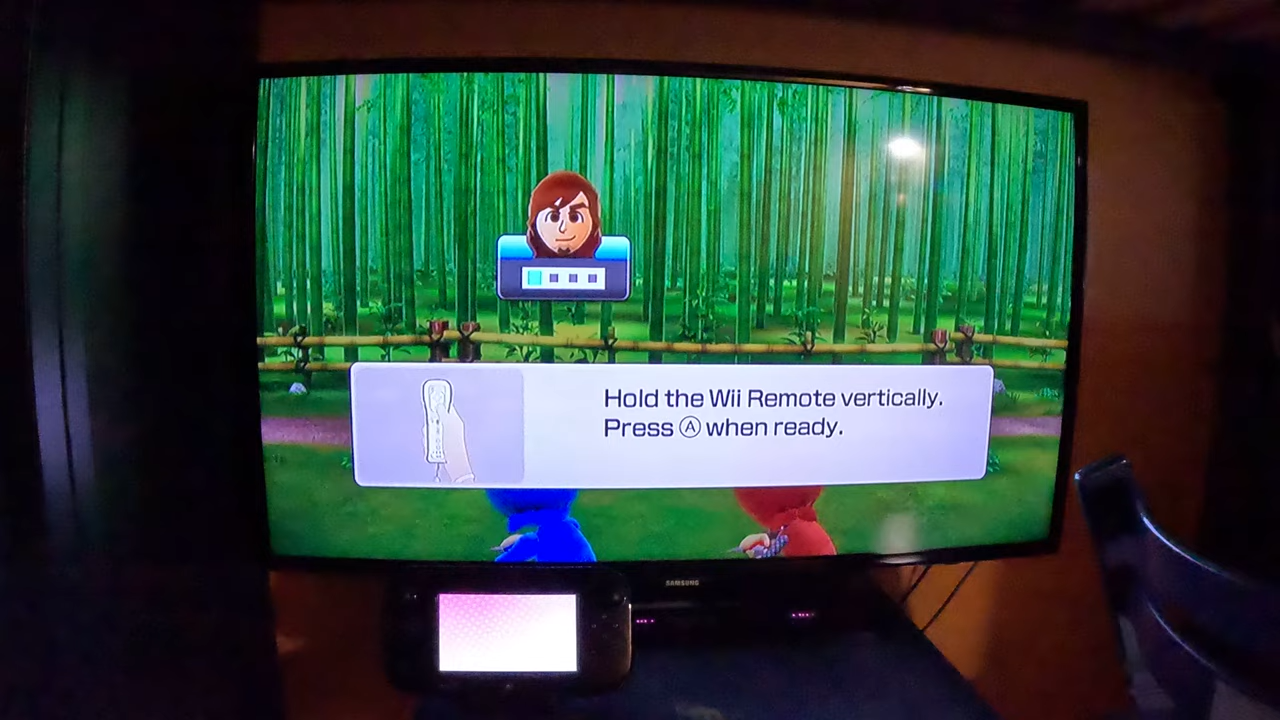 Hold the Wii Remote vertically.
Press Ⓐ when ready.
SAMSUNG